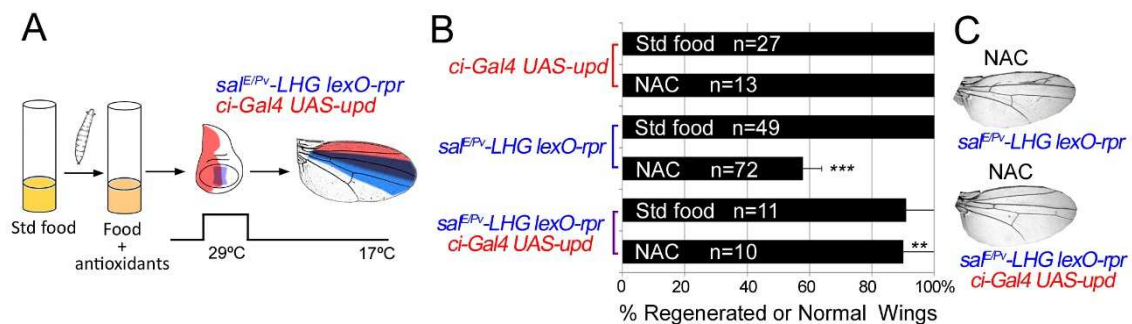 A
sal^E/Pv-LHG lexO-rpr
ci-Gal4 UAS-upd
Std food
Food
+
antioxidants
29ºC
17ºC
B
ci-Gal4 UAS-upd
Std food n=27
NAC n=13
sal^E/Pv-LHG lexO-rpr
Std food n=49
NAC n=72
***
sal^E/Pv-LHG lexO-rpr
ci-Gal4 UAS-upd
Std food n=11
NAC n=10
**
0 20 40 60 80 100%
% Regenerated or Normal Wings
C
NAC
sal^E/Pv-LHG lexO-rpr
NAC
sal^E/Pv-LHG lexO-rpr
ci-Gal4 UAS-upd